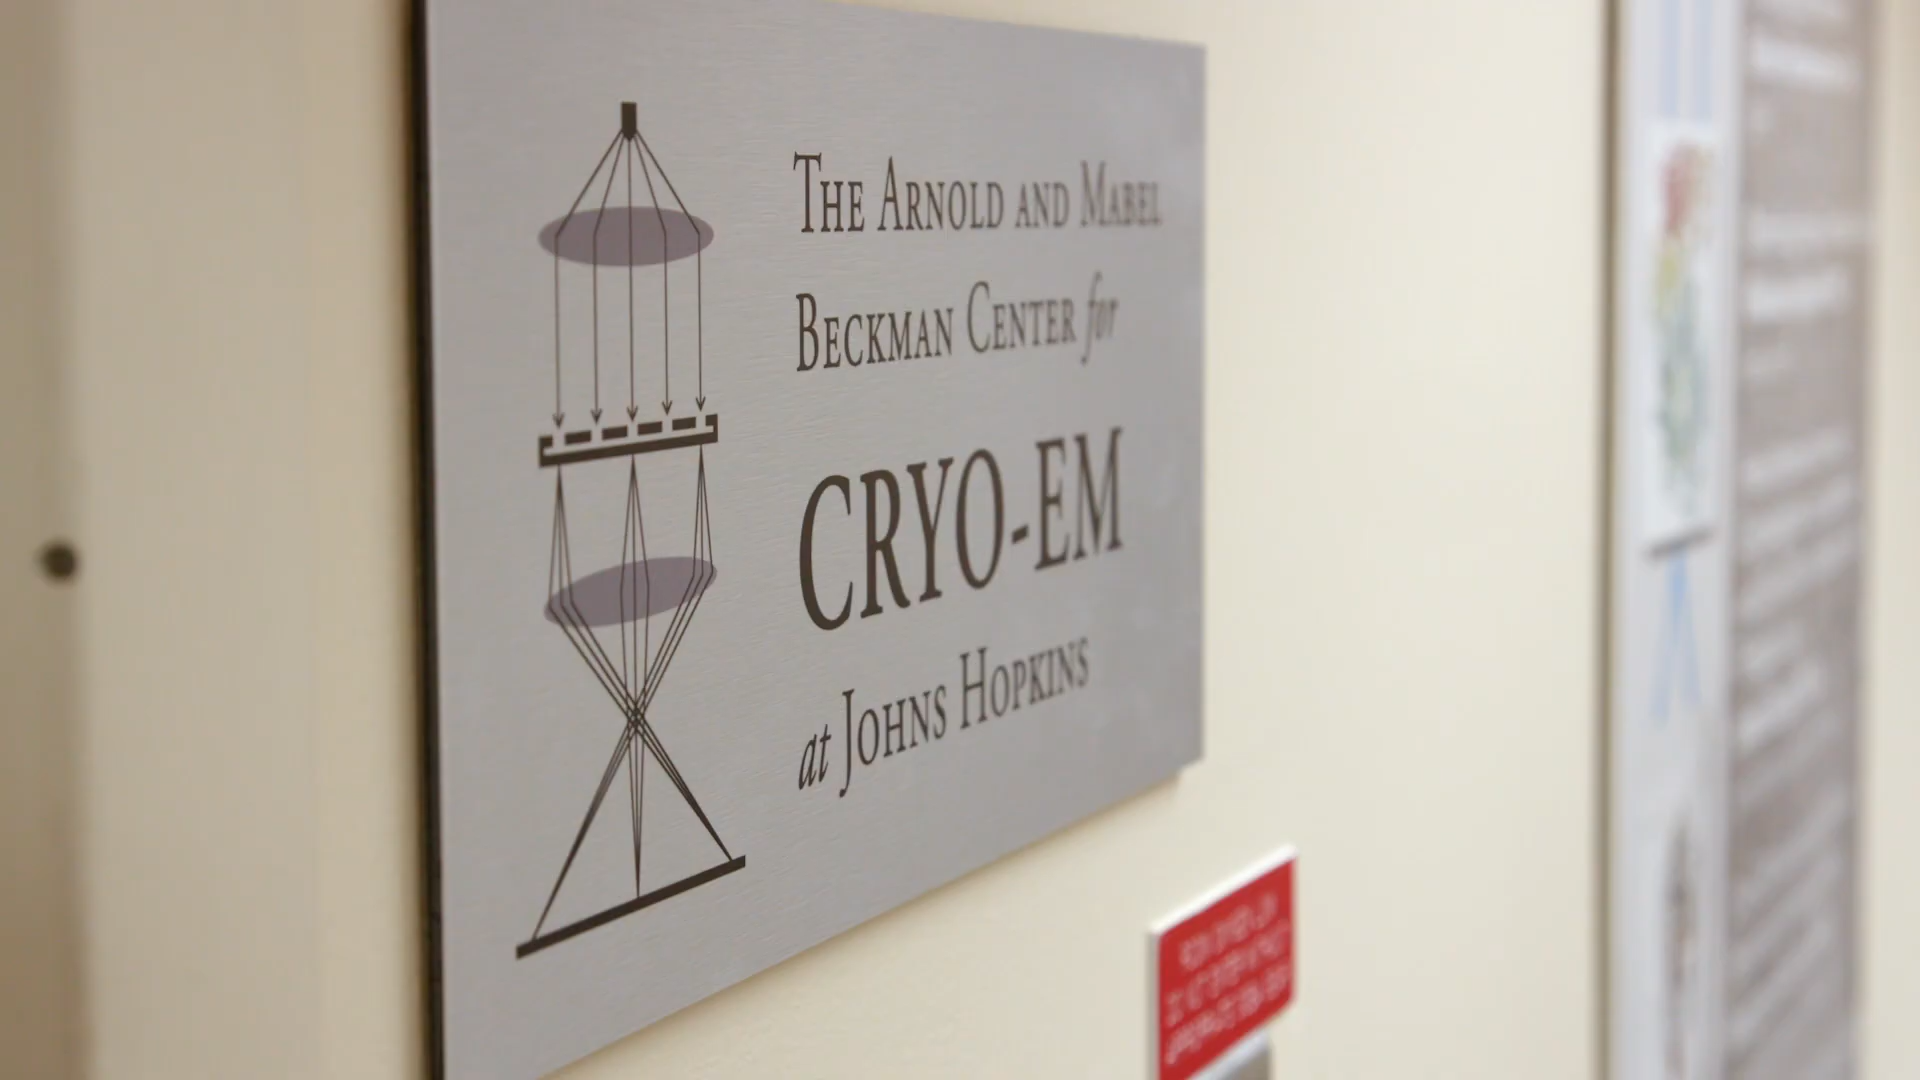 The Arnold and Mabel
Beckman Center for
CRYO-EM
at Johns Hopkins